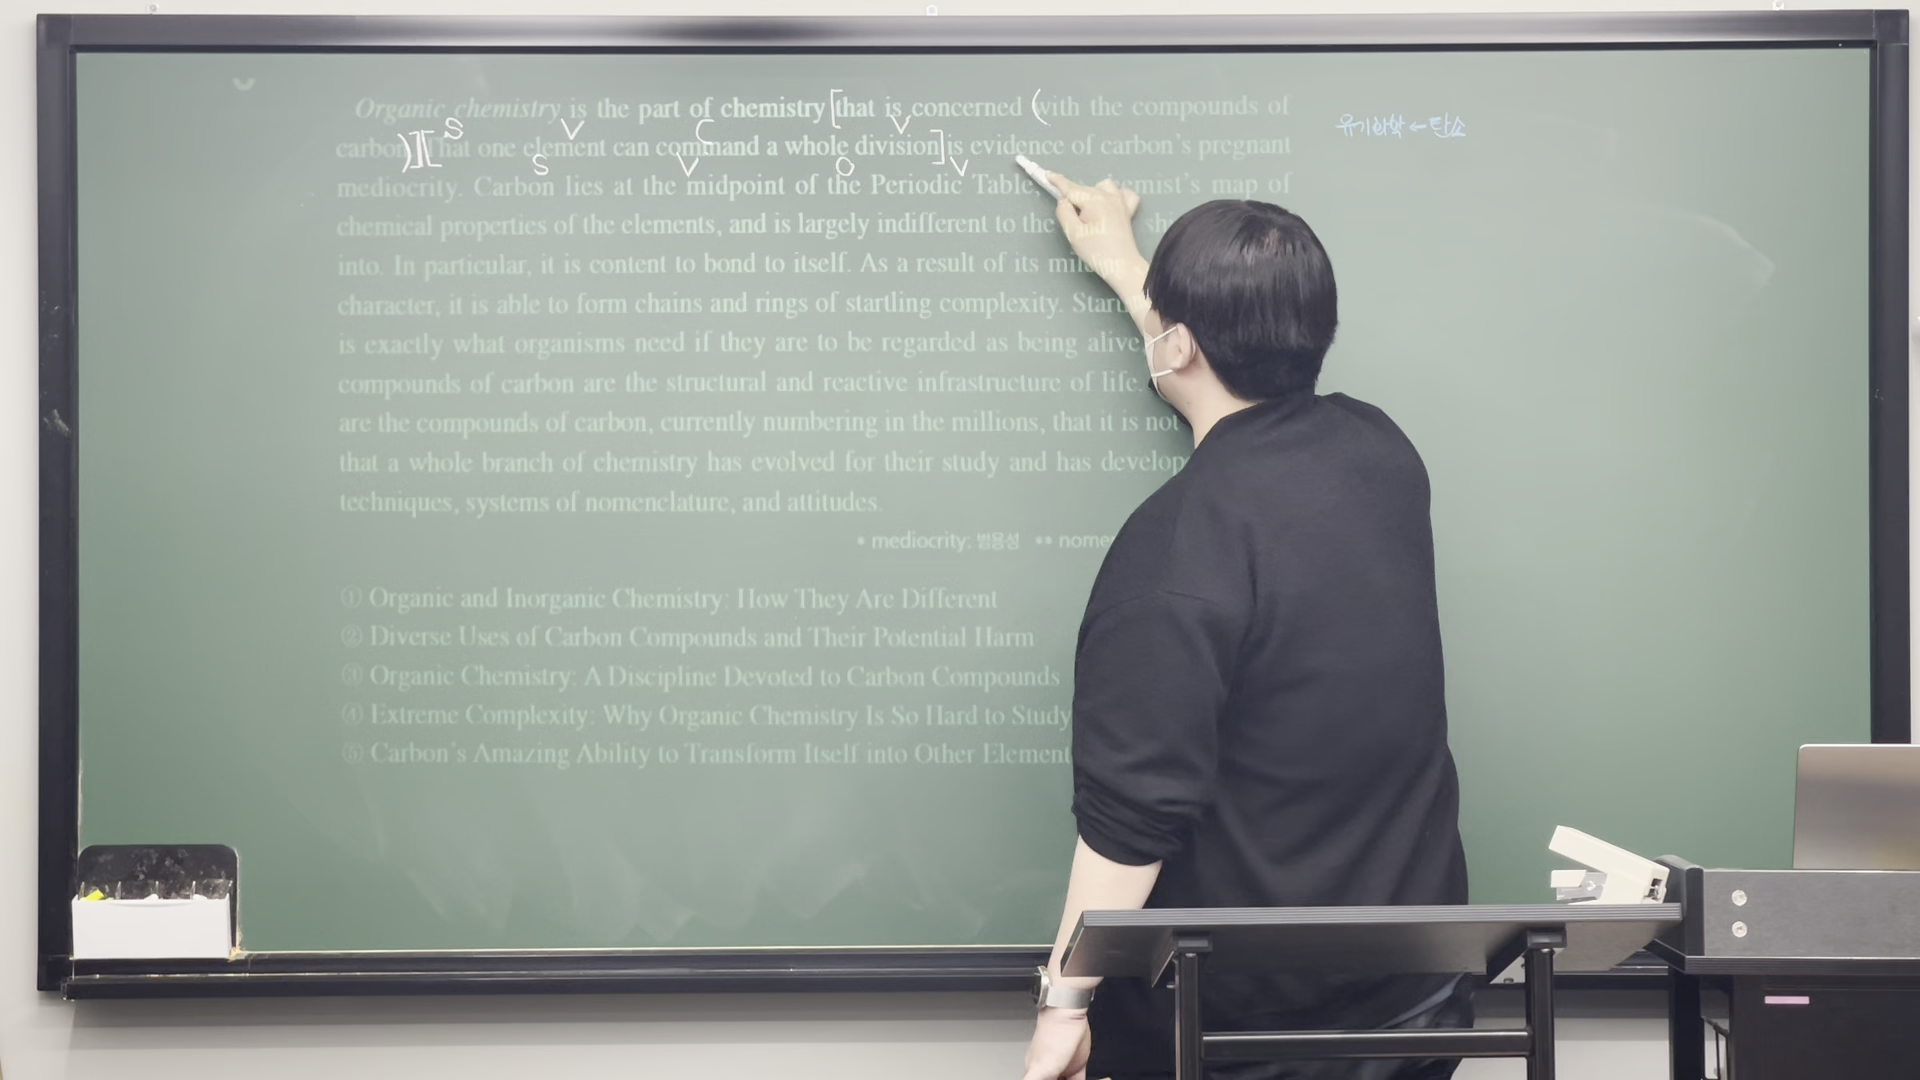 Organic chemistry is the part of chemistry [that is concerned (with the compounds of
S V C V
carbon)][That one element can command a whole division] is evidence of carbon's pregnant
S V O V
mediocrity. Carbon lies at the midpoint of the Periodic Table, chemist's map of
chemical properties of the elements, and is largely indifferent to the
into. In particular, it is content to bond to itself. As a result of its
character, it is able to form chains and rings of startling complexity.
is exactly what organisms need if they are to be regarded as being alive,
compounds of carbon are the structural and reactive infrastructure of life.
are the compounds of carbon, currently numbering in the millions, that it is not
that a whole branch of chemistry has evolved for their study and has develop
techniques, systems of nomenclature, and attitudes.
* mediocrity: 범용성 ** nomen
① Organic and Inorganic Chemistry: How They Are Different
② Diverse Uses of Carbon Compounds and Their Potential Harm
③ Organic Chemistry: A Discipline Devoted to Carbon Compounds
④ Extreme Complexity: Why Organic Chemistry Is So Hard to Study
⑤ Carbon's Amazing Ability to Transform Itself into Other Element
유기화학 ← 탄소